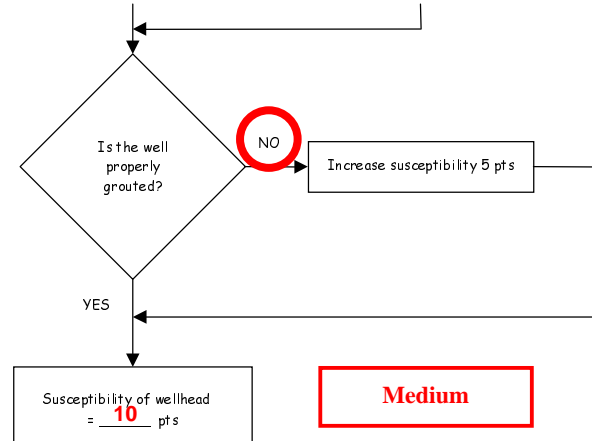 Is the well
properly
grouted?
NO
Increase susceptibility 5 pts
YES
Susceptibility of wellhead
= 10 pts
Medium